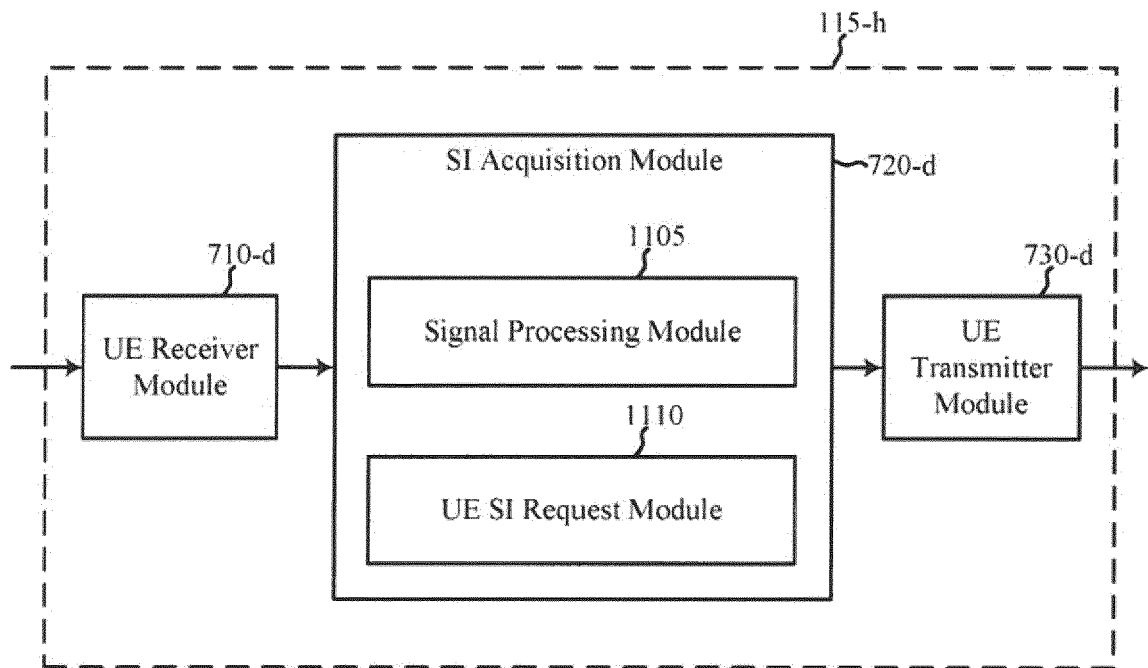 115-h
SI Acquisition Module
720-d
710-d
1105
730-d
UE Receiver
Module
Signal Processing Module
UE
Transmitter
Module
1110
UE SI Request Module